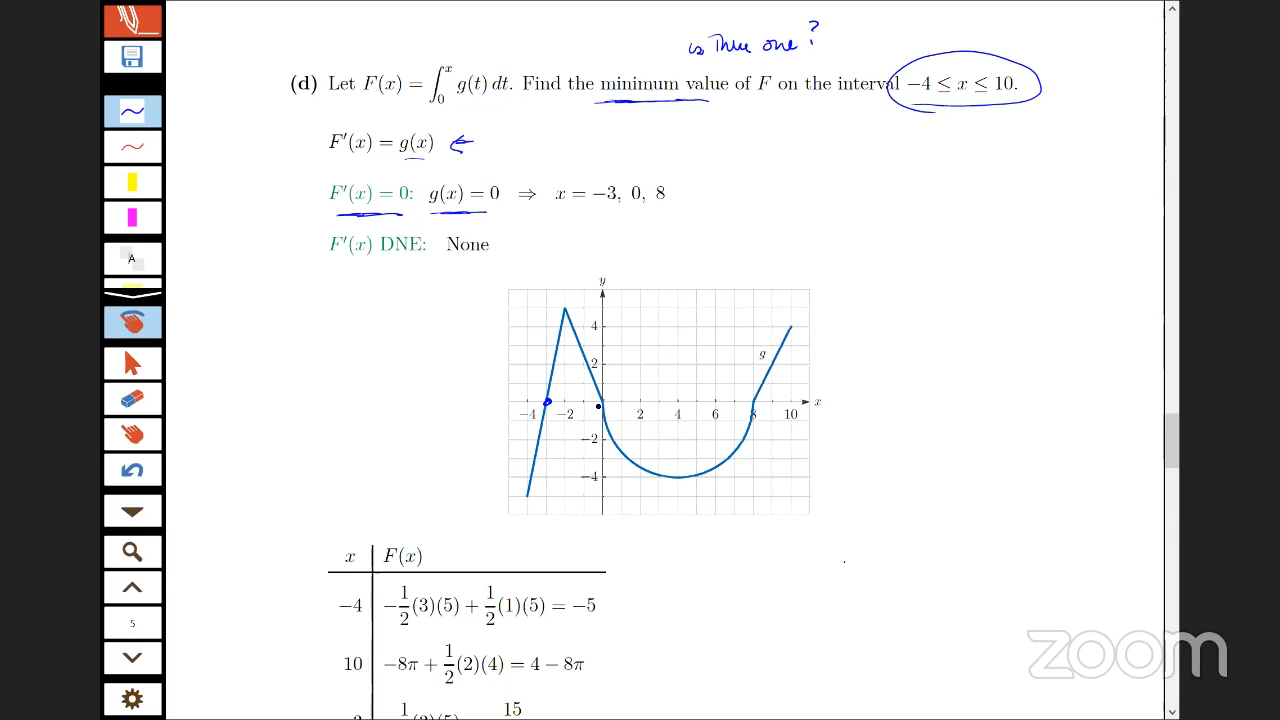 is there one?
(d) Let F(x) = ∫₀ˣ g(t) dt. Find the minimum value of F on the interval −4 ≤ x ≤ 10.
F′(x) = g(x)
F′(x) = 0: g(x) = 0 ⇒ x = −3, 0, 8
F′(x) DNE: None
y
4
g
2
−4 −2 2 4 6 8 10 x
−2
−4
x F(x)
−4 −1/2(3)(5) + 1/2(1)(5) = −5
10 −8π + 1/2(2)(4) = 4 − 8π
A
5
zoom